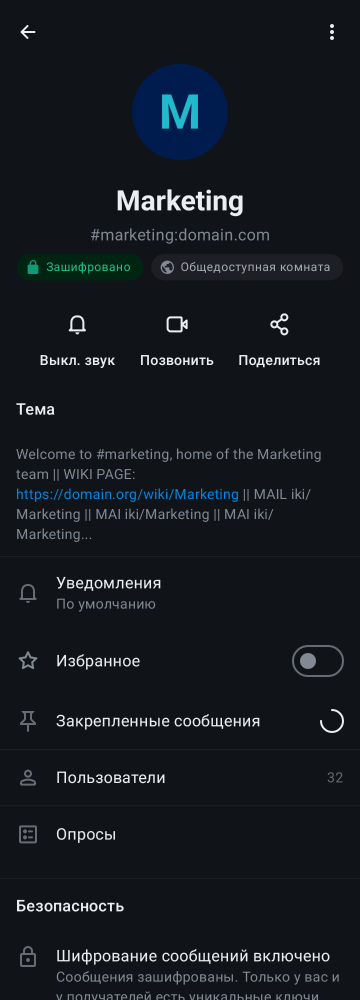 M
Marketing
#marketing:domain.com
Зашифровано
Общедоступная комната
Выкл. звук
Позвонить
Поделиться
Тема
Welcome to #marketing, home of the Marketing
team || WIKI PAGE:
https://domain.org/wiki/Marketing || MAIL iki/
Marketing || MAI iki/Marketing || MAI iki/
Marketing...
Уведомления
По умолчанию
Избранное
Закрепленные сообщения
Пользователи 32
Опросы
Безопасность
Шифрование сообщений включено
Сообщения зашифрованы. Только у вас и
у получателей есть уникальные ключи